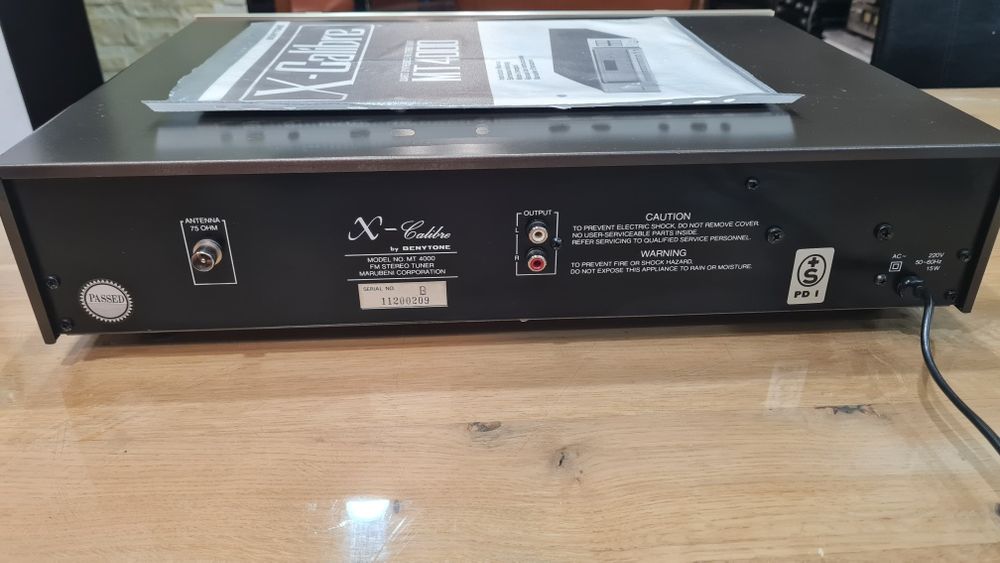 X-Calibre
MT 4000
ANTENNA
75 OHM
X-Calibre
by BENYTONE
MODEL NO. MT 4000
FM STEREO TUNER
MARUBENI CORPORATION
SERIAL NO.
B
11200209
OUTPUT
L
R
CAUTION
TO PREVENT ELECTRIC SHOCK, DO NOT REMOVE COVER.
NO USER-SERVICEABLE PARTS INSIDE.
REFER SERVICING TO QUALIFIED SERVICE PERSONNEL.
WARNING
TO PREVENT FIRE OR SHOCK HAZARD,
DO NOT EXPOSE THIS APPLIANCE TO RAIN OR MOISTURE.
+S
PD I
AC~ 220V
50-60Hz
15W
PASSED